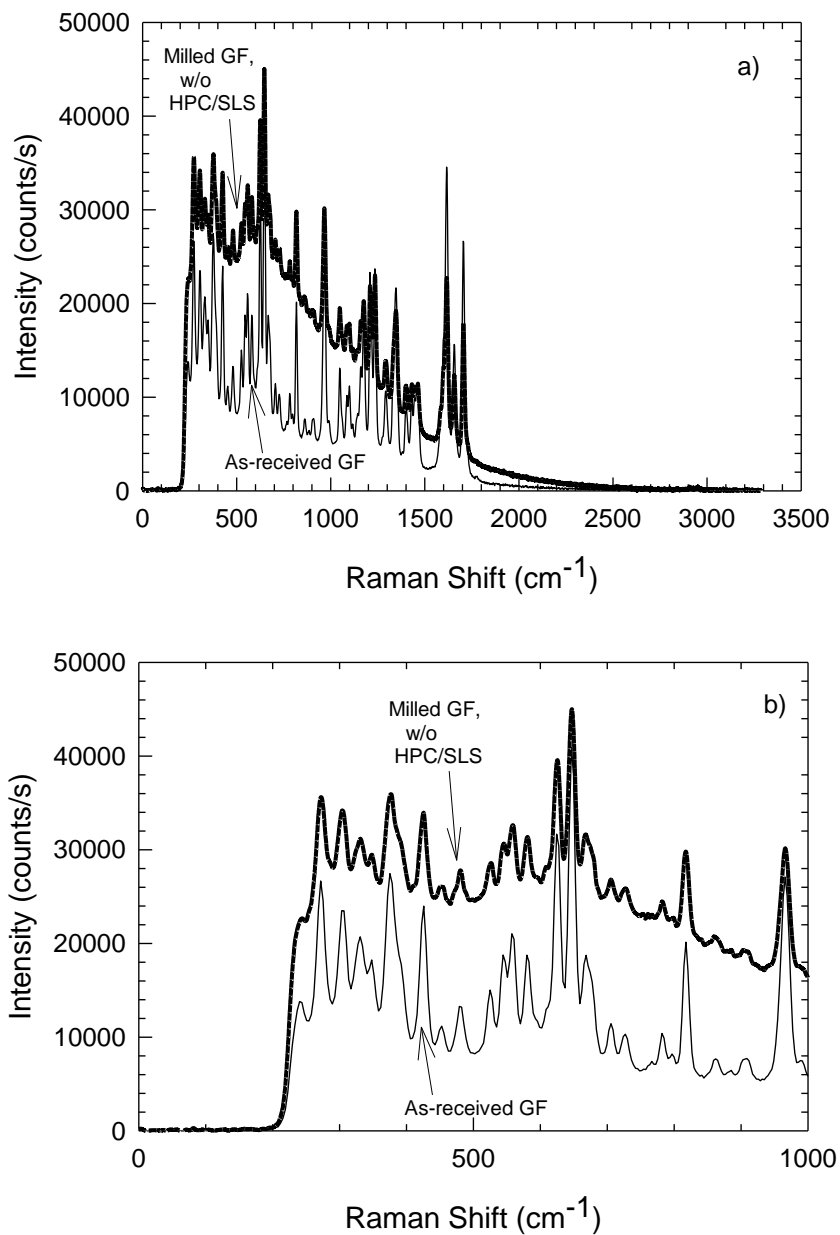 50000
40000
30000
20000
10000
0
Intensity (counts/s)
Milled GF,
w/o
HPC/SLS
a)
As-received GF
0 500 1000 1500 2000 2500 3000 3500
Raman Shift (cm-1)
50000
40000
30000
20000
10000
0
Intensity (counts/s)
Milled GF,
w/o
HPC/SLS
b)
As-received GF
0 500 1000
Raman Shift (cm-1)